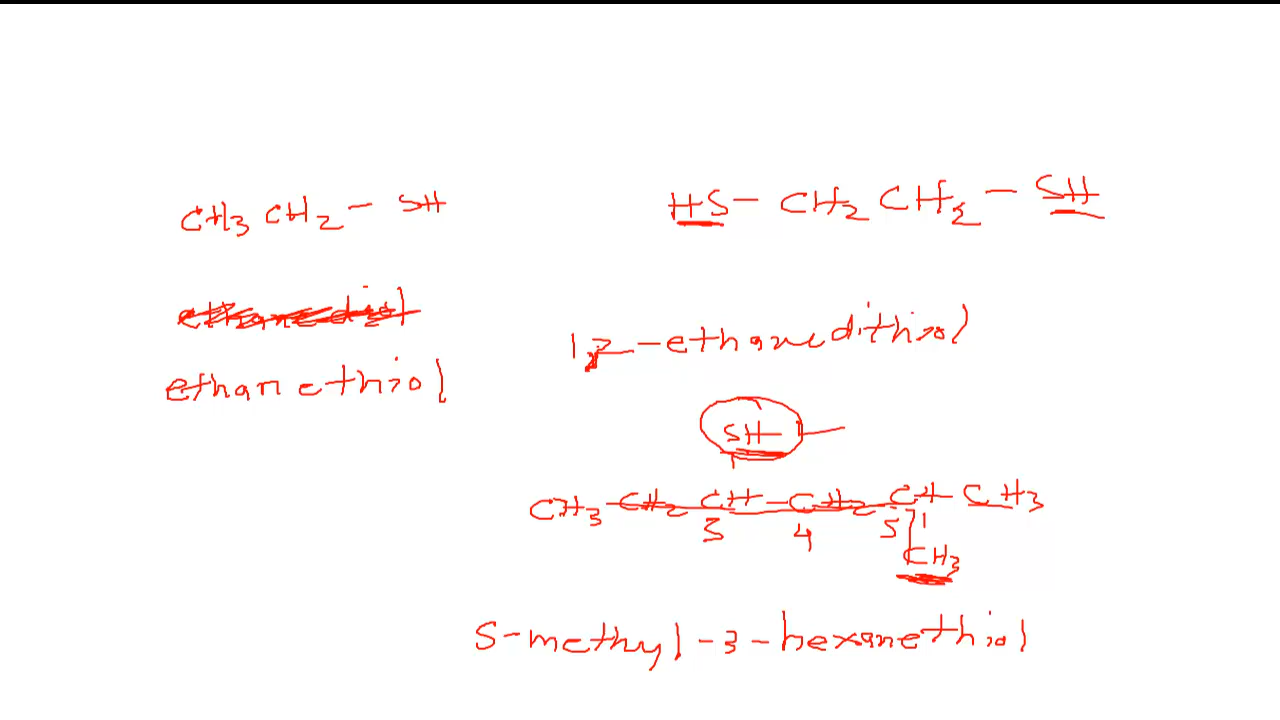 CH3 CH2 - SH
HS - CH2 CH2 - SH
ethanethiol
1,2-ethanedithiol
SH
CH3 - CH2 - CH - CH2 - CH - CH3
3 4 5
CH3
5-methyl-3-hexanethiol